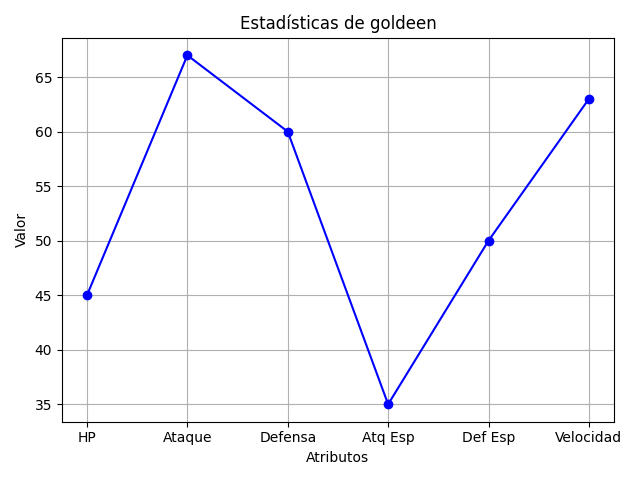 Estadísticas de goldeen
Valor
65
60
55
50
45
40
35
HP Ataque Defensa Atq Esp Def Esp Velocidad
Atributos